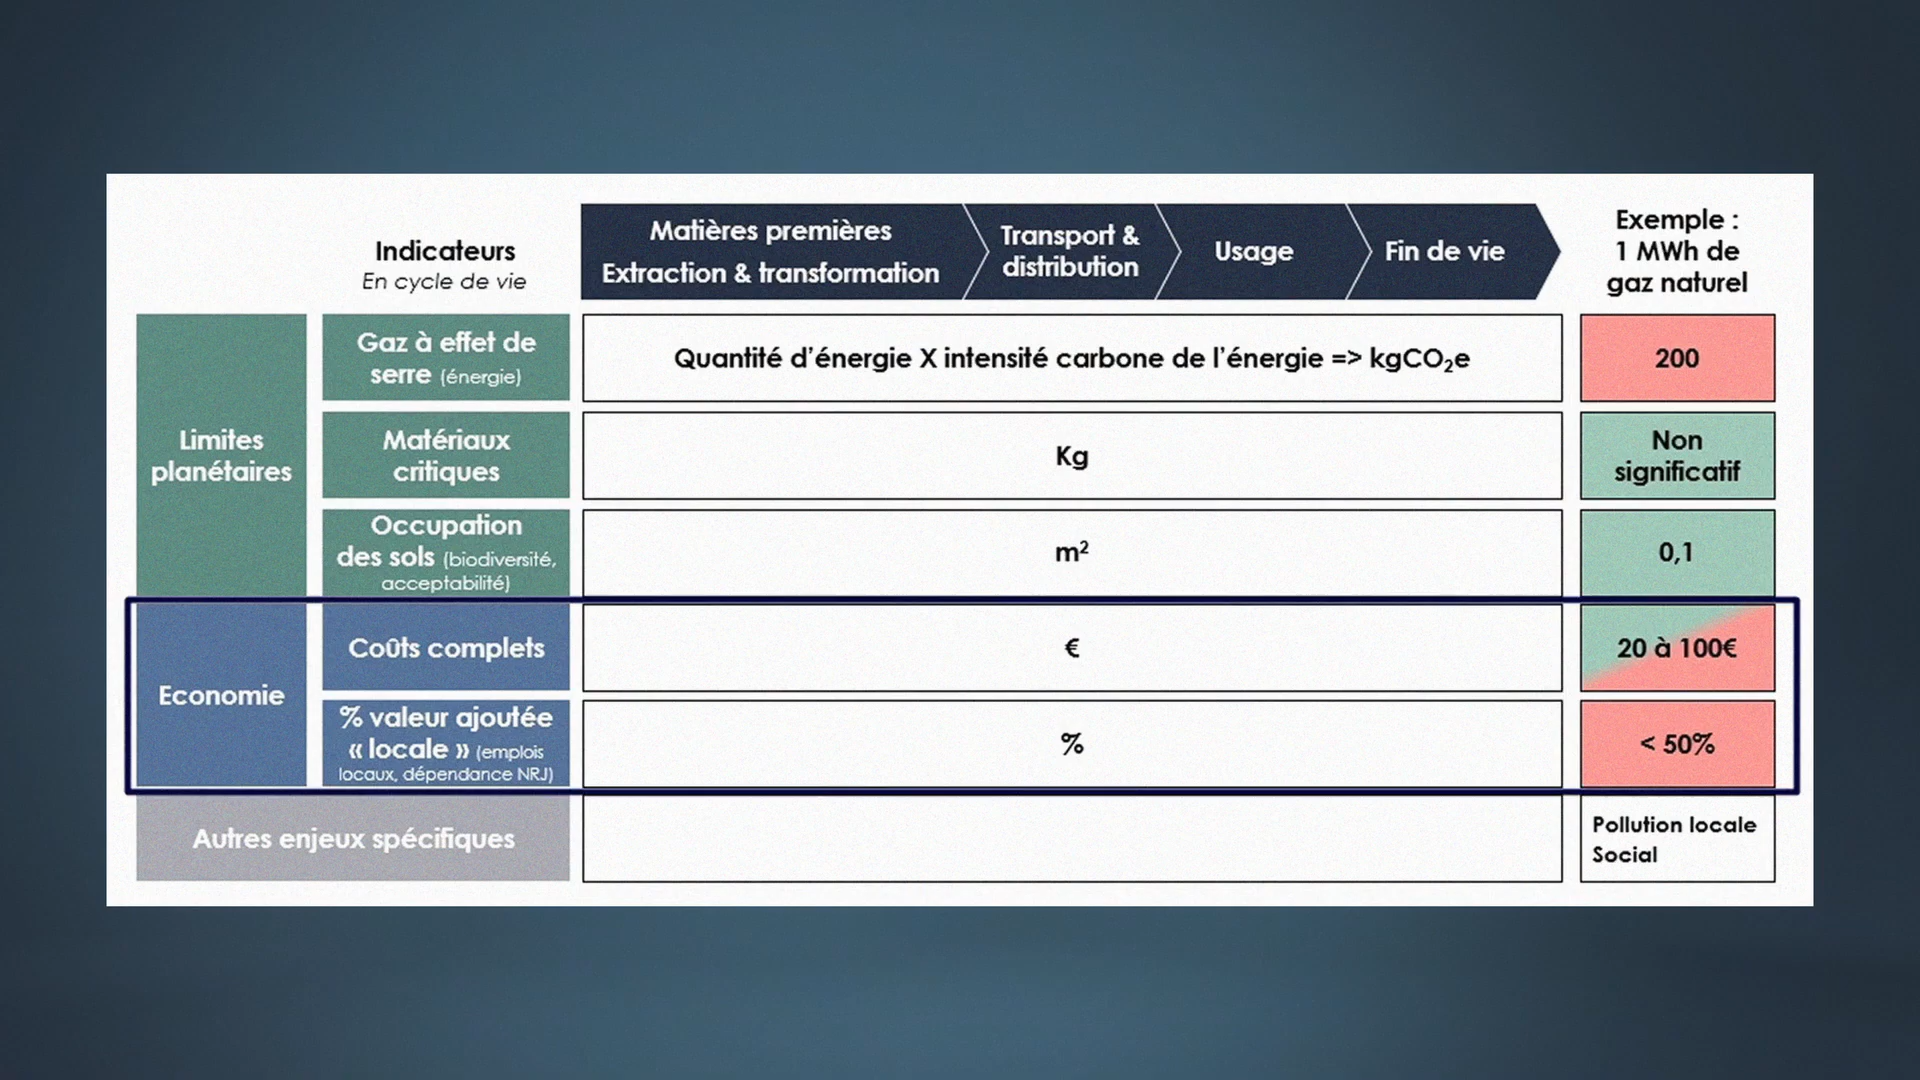 Indicateurs
En cycle de vie
Matières premières
Extraction & transformation
Transport &
distribution
Usage
Fin de vie
Exemple :
1 MWh de
gaz naturel
Limites
planétaires
Gaz à effet de
serre (énergie)
Quantité d'énergie X intensité carbone de l'énergie => kgCO₂e
200
Matériaux
critiques
Kg
Non
significatif
Occupation
des sols (biodiversité,
acceptabilité)
m²
0,1
Economie
Coûts complets
€
20 à 100€
% valeur ajoutée
« locale » (emplois
locaux, dépendance NRJ)
%
< 50%
Autres enjeux spécifiques
Pollution locale
Social